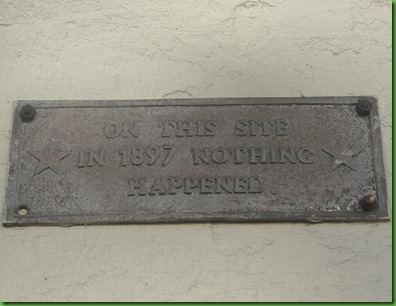 ON THIS SITE
IN 1897 NOTHING
HAPPENED.